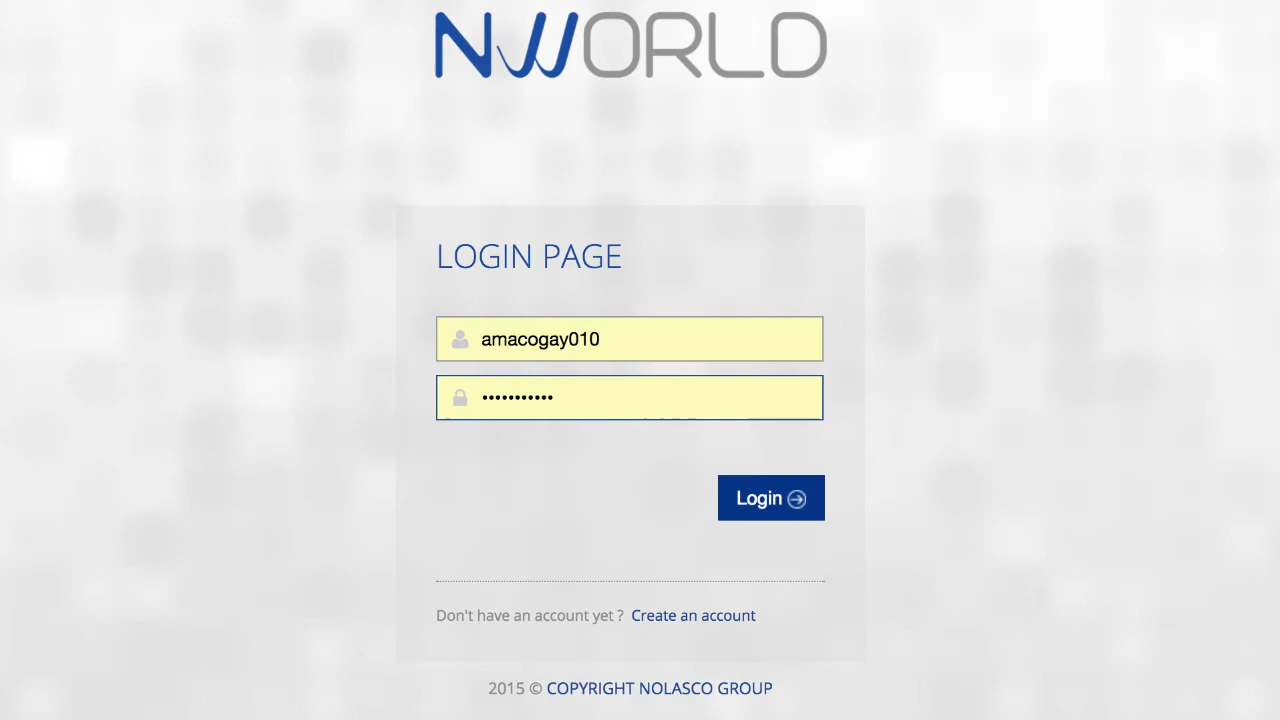 NWORLD
LOGIN PAGE
amacogay010
•••••••••••
Login
Don't have an account yet ? Create an account
2015 © COPYRIGHT NOLASCO GROUP